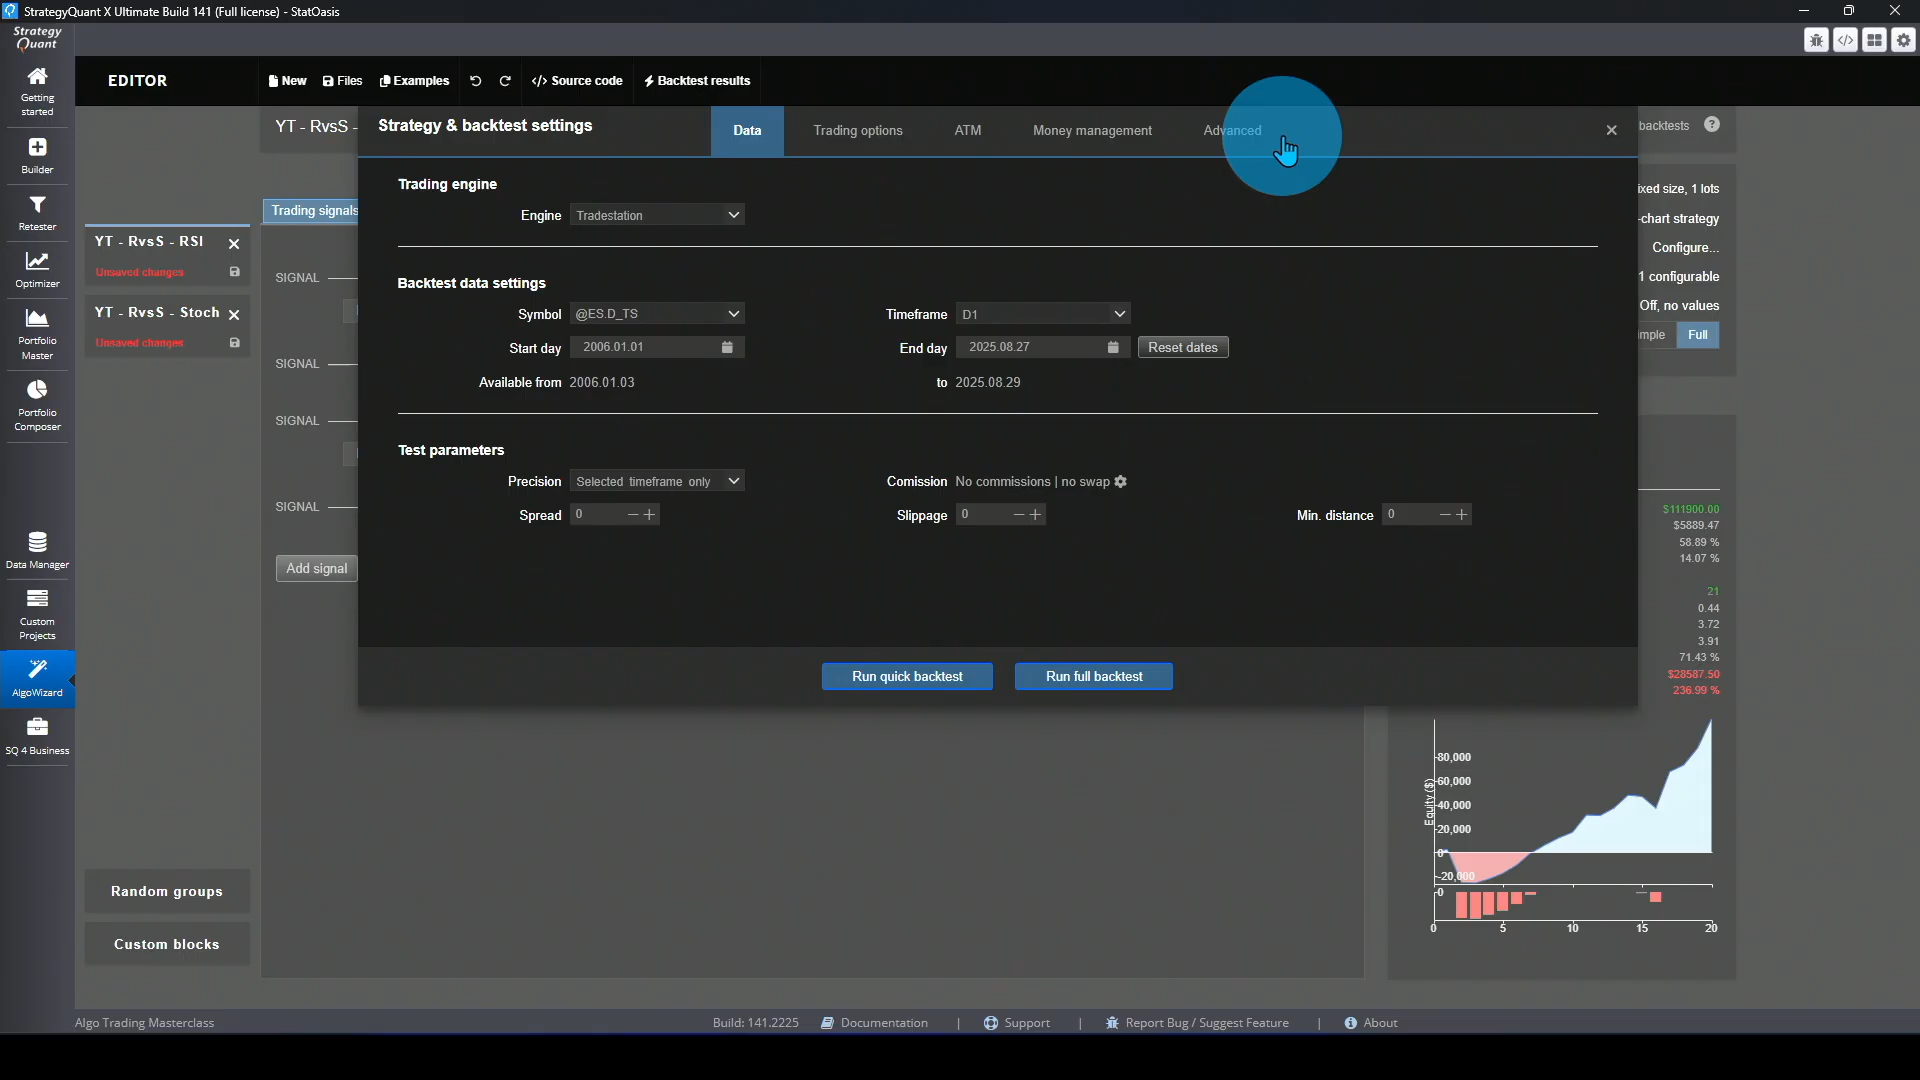 StrategyQuant X Ultimate Build 141 (Full license) - StatOasis
Strategy
Quant
EDITOR
New
Files
Examples
</> Source code
Backtest results
Getting
started
Builder
Retester
Optimizer
Portfolio
Master
Portfolio
Composer
Data Manager
Custom
Projects
AlgoWizard
SQ 4 Business
YT - RvsS - RSI
Unsaved changes
YT - RvsS - Stoch
Unsaved changes
Random groups
Custom blocks
YT - RvsS -
Trading signals
SIGNAL
SIGNAL
SIGNAL
SIGNAL
Add signal
Strategy & backtest settings
Data
Trading options
ATM
Money management
Advanced
Trading engine
Engine Tradestation
Backtest data settings
Symbol @ES.D_TS
Timeframe D1
Start day 2006.01.01
End day 2025.08.27
Reset dates
Available from 2006.01.03
to 2025.08.29
Test parameters
Precision Selected timeframe only
Comission No commissions | no swap
Spread 0
Slippage 0
Min. distance 0
Run quick backtest
Run full backtest
backtests
ixed size, 1 lots
-chart strategy
Configure...
1 configurable
Off, no values
imple
Full
$111900.00
$5889.47
58.89 %
14.07 %
21
0.44
3.72
3.91
71.43 %
$28587.50
236.99 %
Equity ($)
80,000
60,000
40,000
20,000
0
-20,000
0
0 5 10 15 20
Algo Trading Masterclass
Build: 141.2225
Documentation
|
Support
|
Report Bug / Suggest Feature
|
About